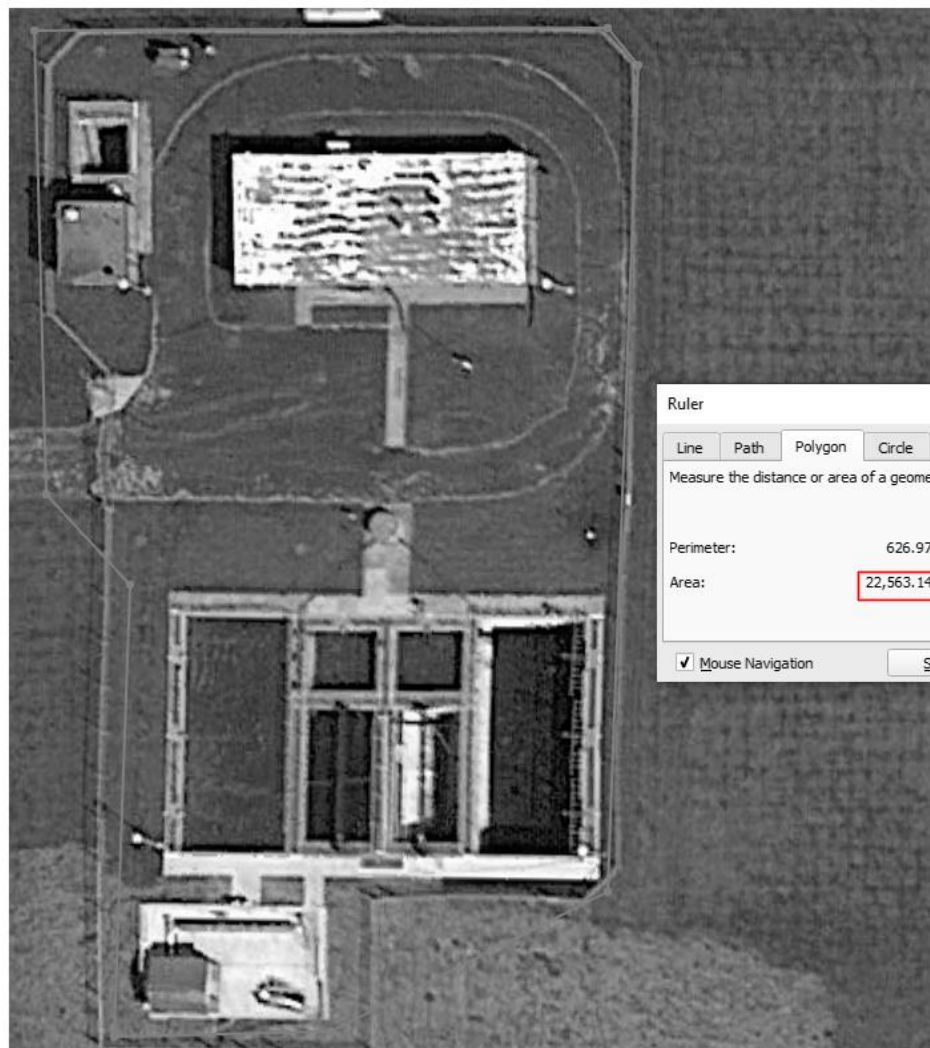 Ruler
Line Path Polygon Circle
Measure the distance or area of a geome
Perimeter: 626.97
Area: 22,563.14
Mouse Navigation S